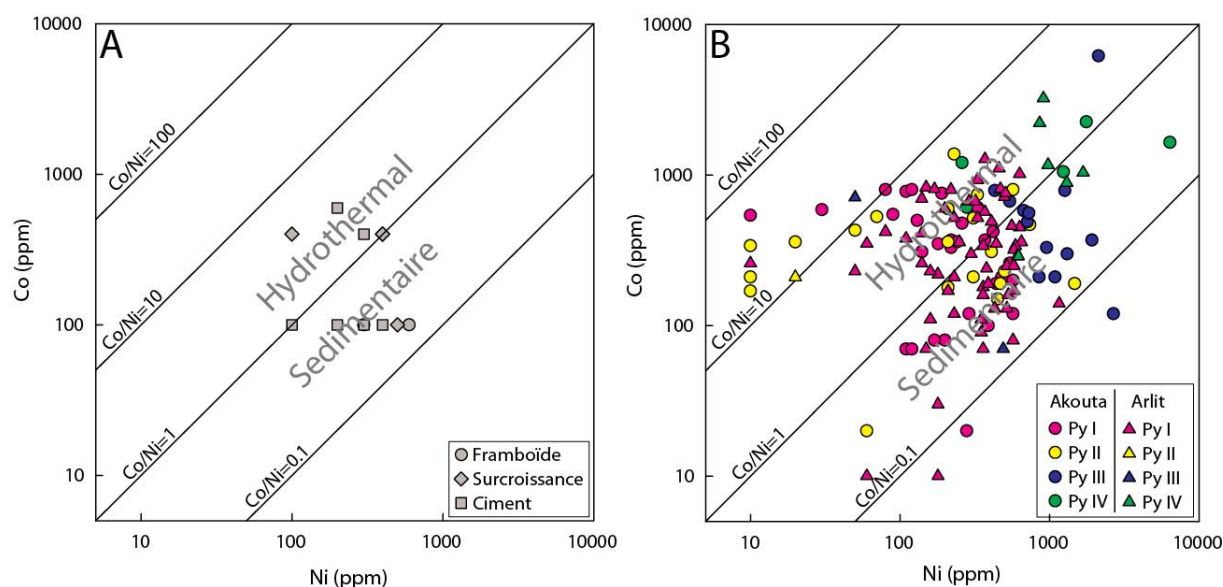 A
10000
1000
100
10
Co (ppm)
Co/Ni=100
Co/Ni=10
Co/Ni=1
Co/Ni=0.1
Hydrothermal
Sedimentaire
Framboïde
Surcroissance
Ciment
10
100
1000
10000
Ni (ppm)
B
10000
1000
100
10
Co (ppm)
Co/Ni=100
Co/Ni=10
Co/Ni=1
Co/Ni=0.1
Hydrothermal
Sedimentaire
Akouta Arlit
Py I Py I
Py II Py II
Py III Py III
Py IV Py IV
10
100
1000
10000
Ni (ppm)